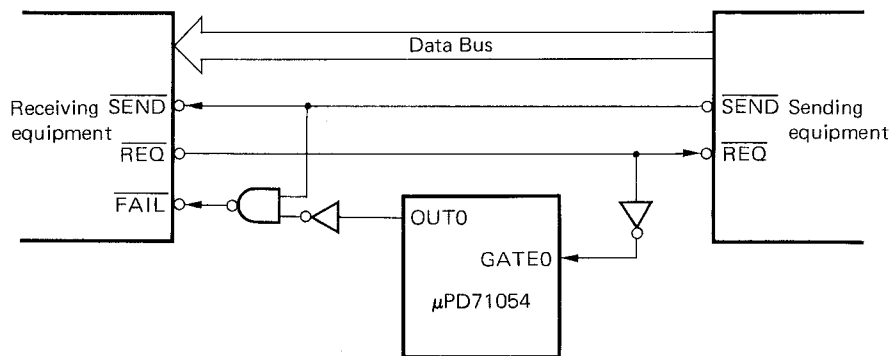 Data Bus
Receiving
equipment
SEND
REQ
FAIL
SEND
Sending
equipment
REQ
OUT0
GATE0
μPD71054